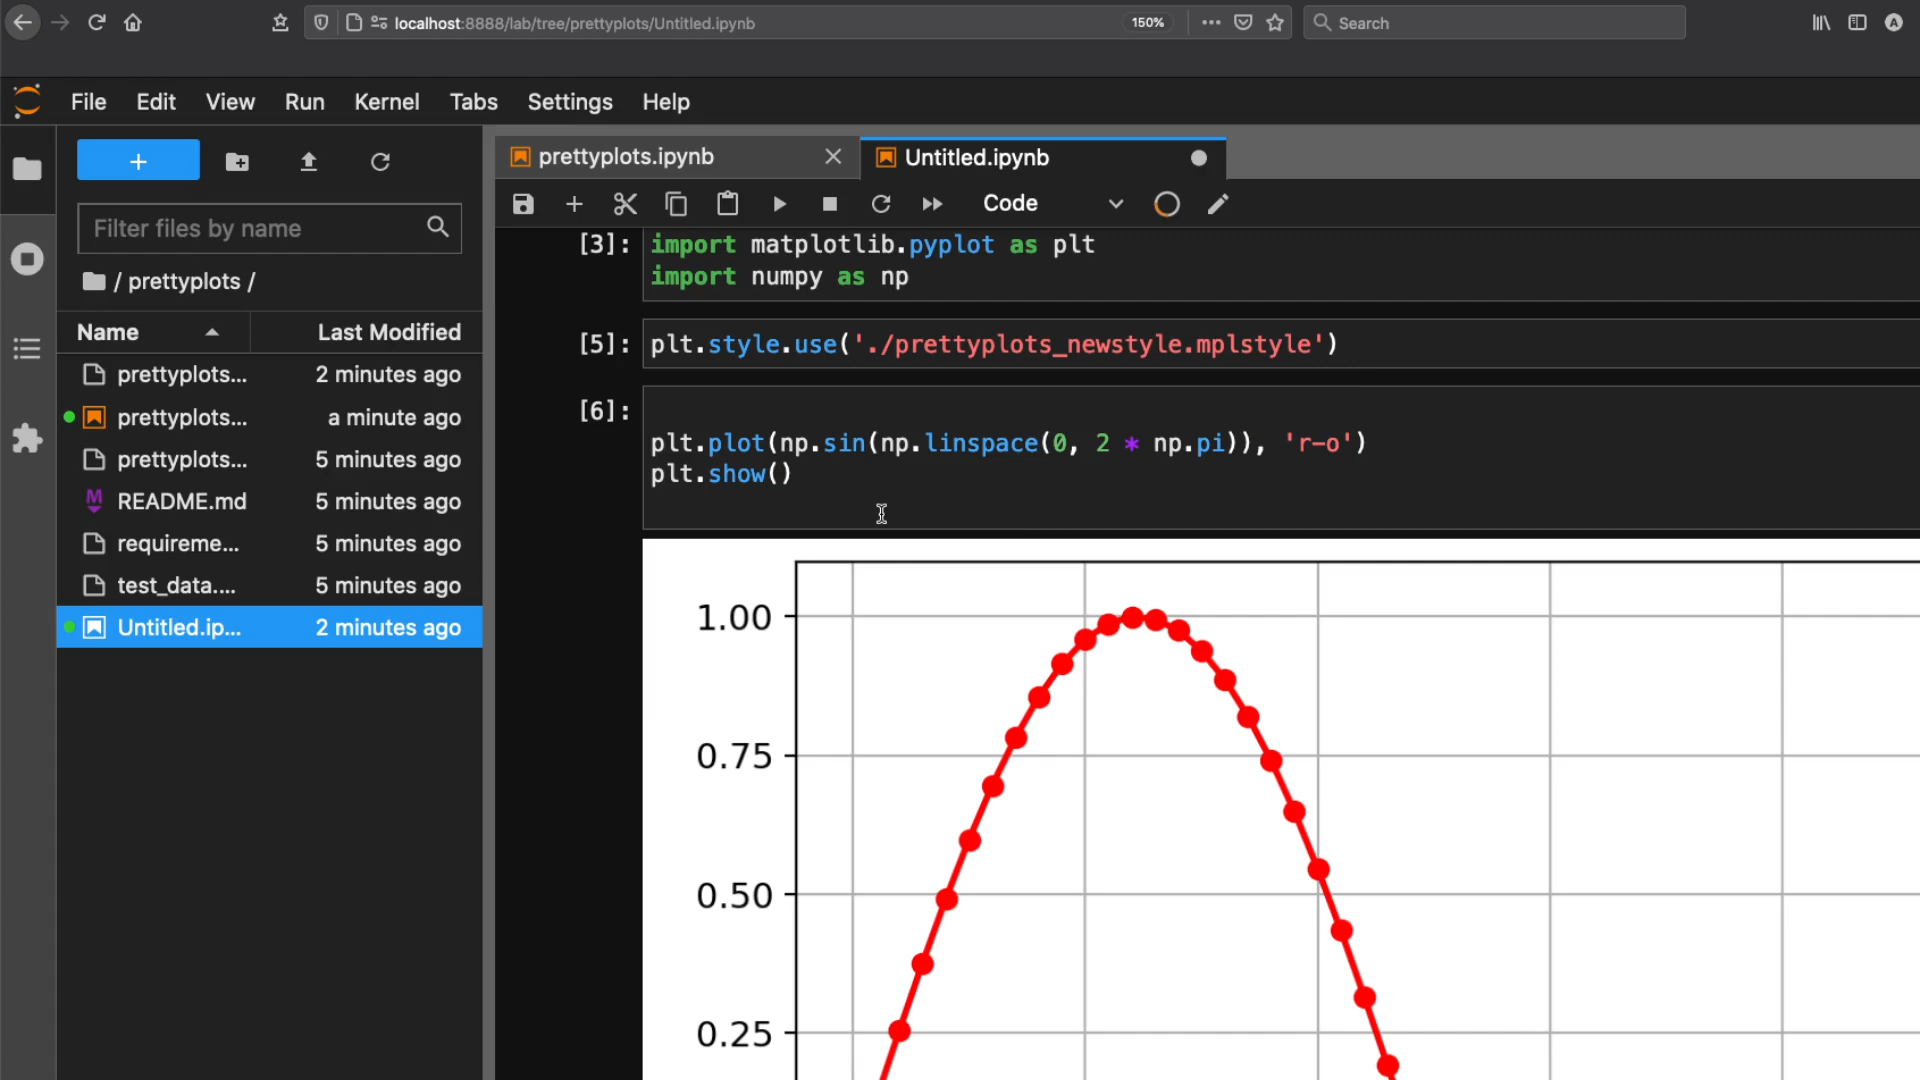 localhost:8888/lab/tree/prettyplots/Untitled.ipynb
150%
Search
A
File Edit View Run Kernel Tabs Settings Help
+
Filter files by name
/ prettyplots /
Name Last Modified
prettyplots... 2 minutes ago
prettyplots... a minute ago
prettyplots... 5 minutes ago
README.md 5 minutes ago
requireme... 5 minutes ago
test_data.... 5 minutes ago
Untitled.ip... 2 minutes ago
prettyplots.ipynb
Untitled.ipynb
Code
[3]: import matplotlib.pyplot as plt
import numpy as np
[5]: plt.style.use('./prettyplots_newstyle.mplstyle')
[6]:
plt.plot(np.sin(np.linspace(0, 2 * np.pi)), 'r-o')
plt.show()
1.00
0.75
0.50
0.25